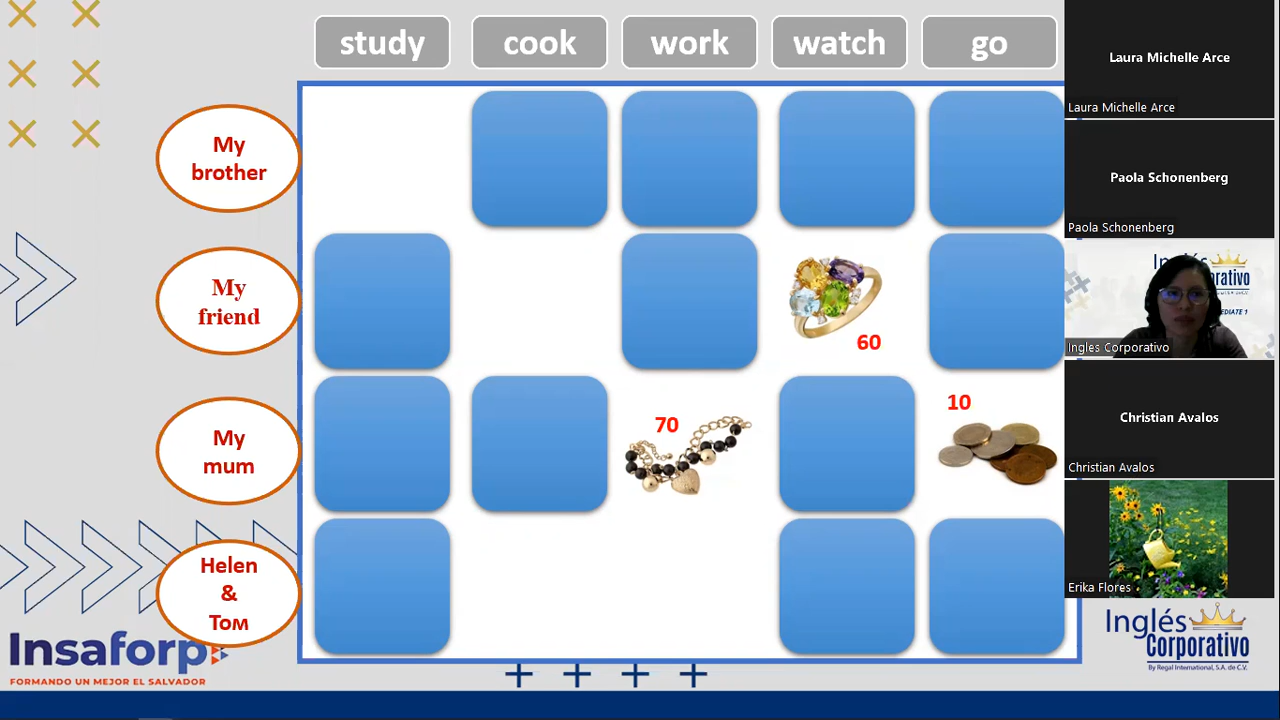 study
cook
work
watch
go
My
brother
My
friend
60
My
mum
70
10
Helen
&
Tom
Insaforp
FORMANDO UN MEJOR EL SALVADOR
Laura Michelle Arce
Laura Michelle Arce
Paola Schonenberg
Paola Schonenberg
Ingles Corporativo
Christian Avalos
Christian Avalos
Erika Flores
Inglés
Corporativo
By Regal International, S.A. de C.V.